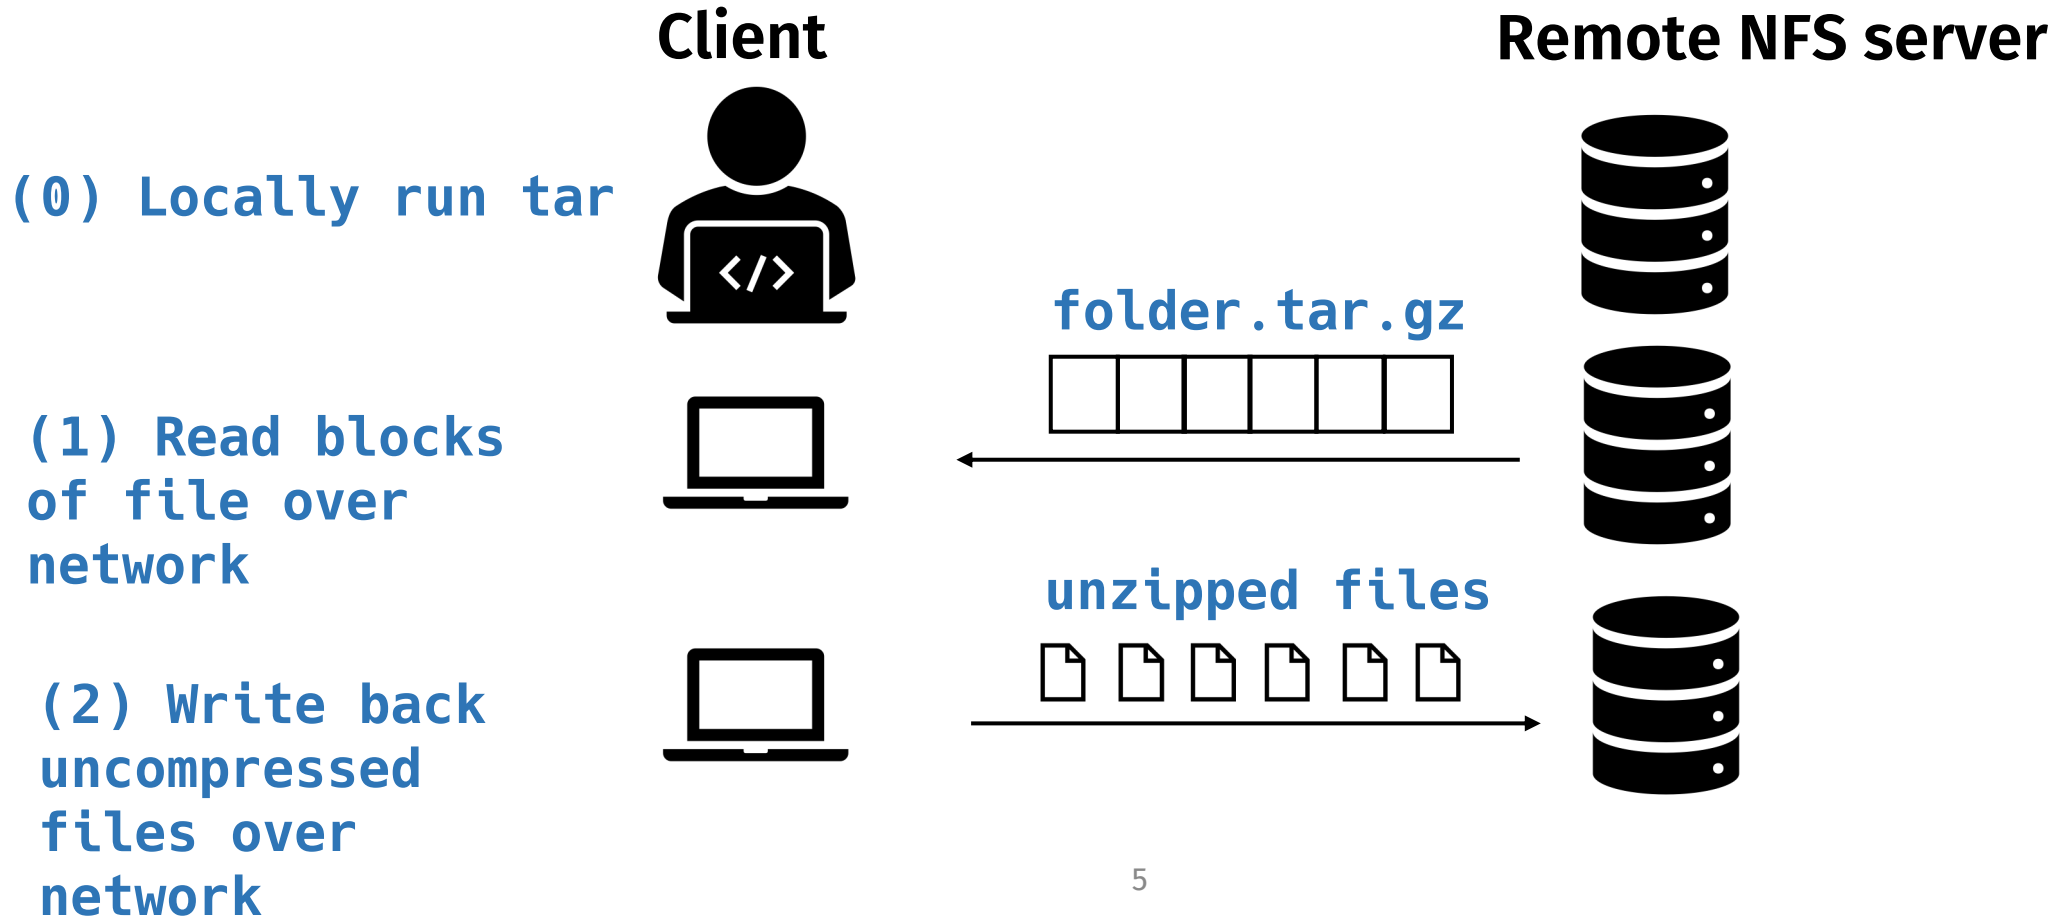 Client
Remote NFS server
(0) Locally run tar
</>
folder.tar.gz
(1) Read blocks
of file over
network
unzipped files
(2) Write back
uncompressed
files over
network
5